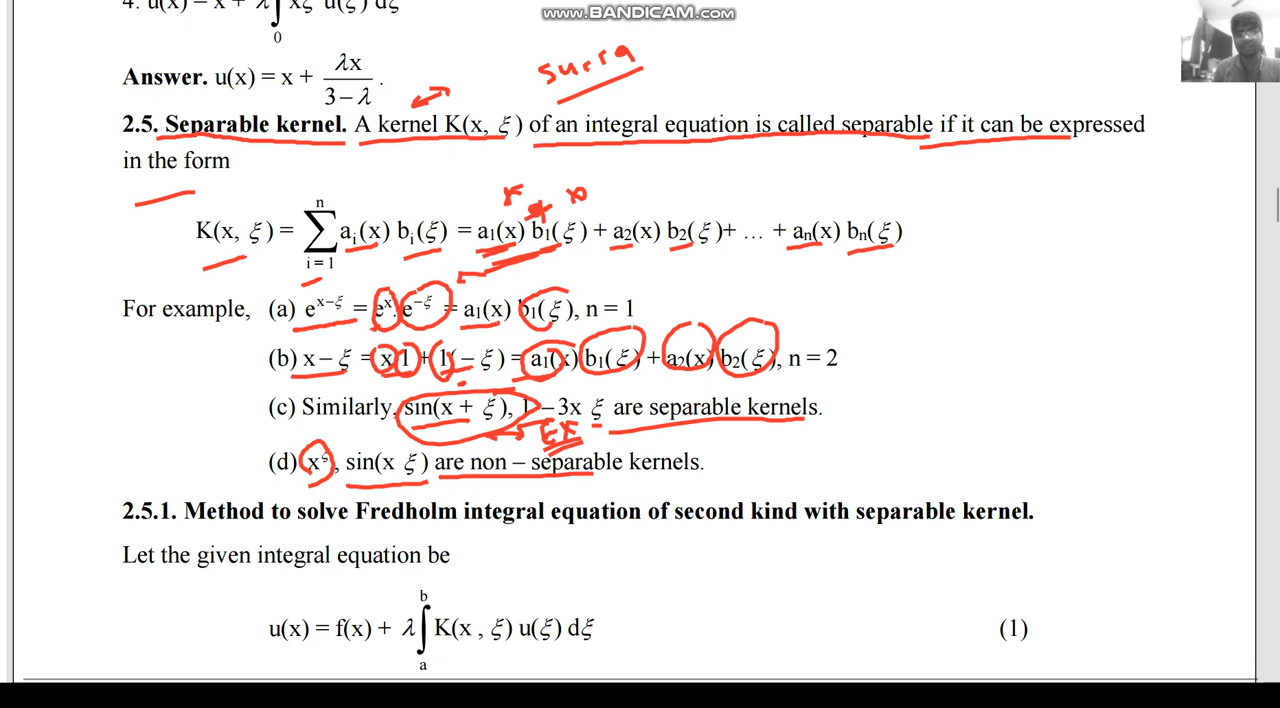 www.BANDICAM.com
4. u(x) = x + λ ∫ xξ u(ξ) dξ
0
Answer. u(x) = x + λx / (3 – λ) .
2.5. Separable kernel. A kernel K(x, ξ) of an integral equation is called separable if it can be expressed
in the form
K(x, ξ) = n ∑ i = 1 aᵢ(x) bᵢ(ξ) = a₁(x) b₁(ξ) + a₂(x) b₂(ξ)+ … + aₙ(x) bₙ(ξ)
For example, (a) e^(x–ξ) = e^x. e^(–ξ) = a₁(x) b₁(ξ), n = 1
(b) x – ξ = x.1 + 1(– ξ) = a₁(x) b₁(ξ) + a₂(x) b₂(ξ), n = 2
(c) Similarly, sin(x + ξ), 1 – 3x ξ are separable kernels.
Ex
(d) x^ξ, sin(x ξ) are non – separable kernels.
2.5.1. Method to solve Fredholm integral equation of second kind with separable kernel.
Let the given integral equation be
u(x) = f(x) + λ ∫ₐᵇ K(x , ξ) u(ξ) dξ (1)